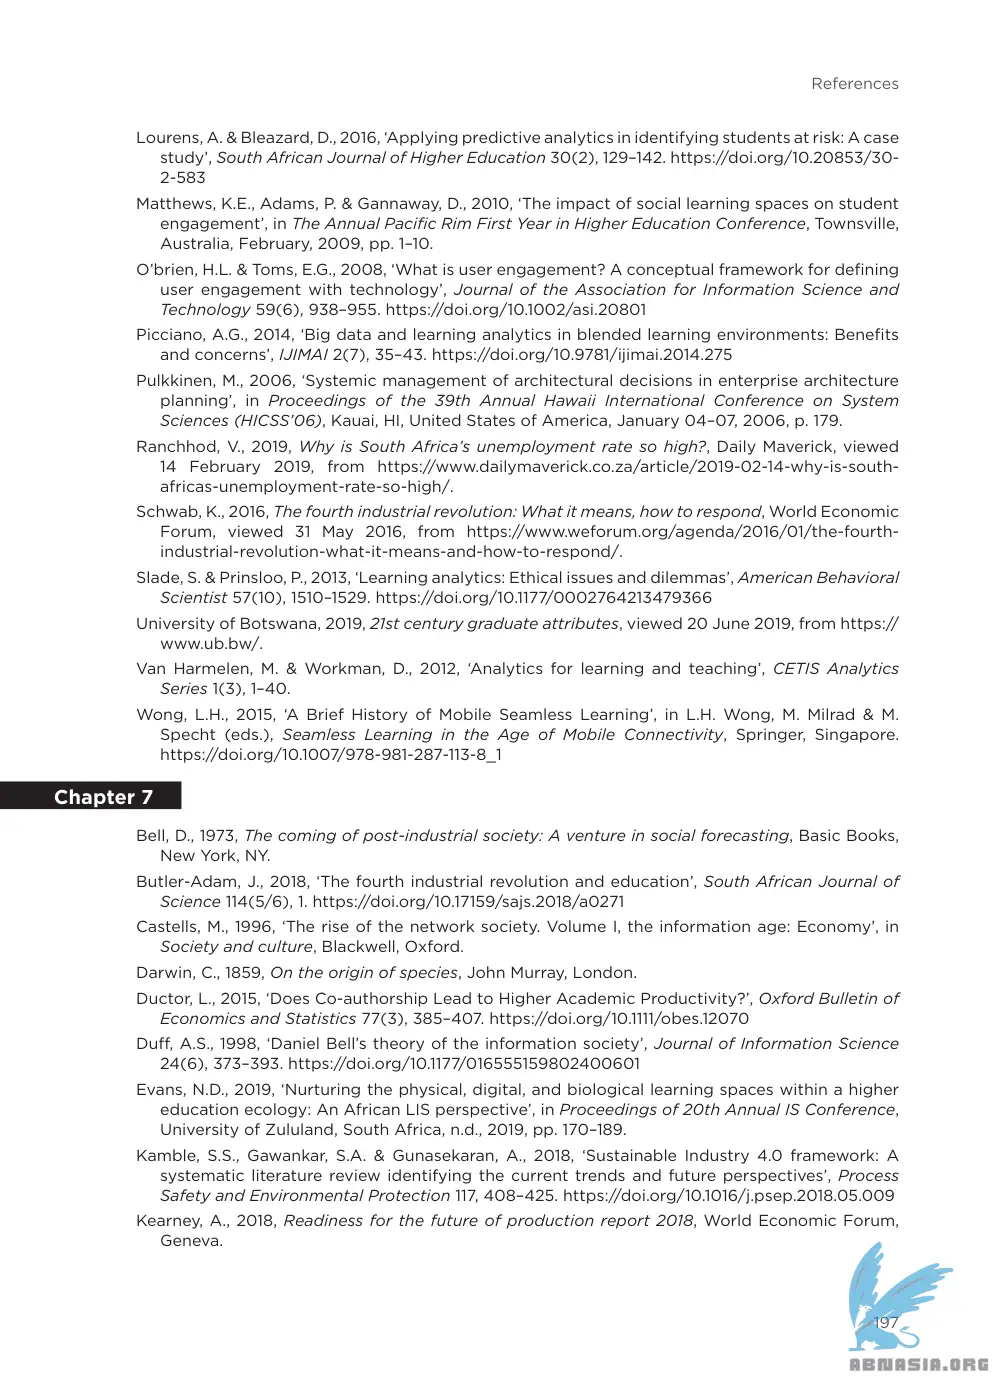 References
Lourens, A. & Bleazard, D., 2016, ‘Applying predictive analytics in identifying students at risk: A case
study’, South African Journal of Higher Education 30(2), 129–142. https://doi.org/10.20853/30-
2-583
Matthews, K.E., Adams, P. & Gannaway, D., 2010, ‘The impact of social learning spaces on student
engagement’, in The Annual Pacific Rim First Year in Higher Education Conference, Townsville,
Australia, February, 2009, pp. 1–10.
O’brien, H.L. & Toms, E.G., 2008, ‘What is user engagement? A conceptual framework for defining
user engagement with technology’, Journal of the Association for Information Science and
Technology 59(6), 938–955. https://doi.org/10.1002/asi.20801
Picciano, A.G., 2014, ‘Big data and learning analytics in blended learning environments: Benefits
and concerns’, IJIMAI 2(7), 35–43. https://doi.org/10.9781/ijimai.2014.275
Pulkkinen, M., 2006, ‘Systemic management of architectural decisions in enterprise architecture
planning’, in Proceedings of the 39th Annual Hawaii International Conference on System
Sciences (HICSS’06), Kauai, HI, United States of America, January 04–07, 2006, p. 179.
Ranchhod, V., 2019, Why is South Africa’s unemployment rate so high?, Daily Maverick, viewed
14 February 2019, from https://www.dailymaverick.co.za/article/2019-02-14-why-is-south-
africas-unemployment-rate-so-high/.
Schwab, K., 2016, The fourth industrial revolution: What it means, how to respond, World Economic
Forum, viewed 31 May 2016, from https://www.weforum.org/agenda/2016/01/the-fourth-
industrial-revolution-what-it-means-and-how-to-respond/.
Slade, S. & Prinsloo, P., 2013, ‘Learning analytics: Ethical issues and dilemmas’, American Behavioral
Scientist 57(10), 1510–1529. https://doi.org/10.1177/0002764213479366
University of Botswana, 2019, 21st century graduate attributes, viewed 20 June 2019, from https://
www.ub.bw/.
Van Harmelen, M. & Workman, D., 2012, ‘Analytics for learning and teaching’, CETIS Analytics
Series 1(3), 1–40.
Wong, L.H., 2015, ‘A Brief History of Mobile Seamless Learning’, in L.H. Wong, M. Milrad & M.
Specht (eds.), Seamless Learning in the Age of Mobile Connectivity, Springer, Singapore.
https://doi.org/10.1007/978-981-287-113-8_1
Chapter 7
Bell, D., 1973, The coming of post-industrial society: A venture in social forecasting, Basic Books,
New York, NY.
Butler-Adam, J., 2018, ‘The fourth industrial revolution and education’, South African Journal of
Science 114(5/6), 1. https://doi.org/10.17159/sajs.2018/a0271
Castells, M., 1996, ‘The rise of the network society. Volume I, the information age: Economy’, in
Society and culture, Blackwell, Oxford.
Darwin, C., 1859, On the origin of species, John Murray, London.
Ductor, L., 2015, ‘Does Co-authorship Lead to Higher Academic Productivity?’, Oxford Bulletin of
Economics and Statistics 77(3), 385–407. https://doi.org/10.1111/obes.12070
Duff, A.S., 1998, ‘Daniel Bell’s theory of the information society’, Journal of Information Science
24(6), 373–393. https://doi.org/10.1177/016555159802400601
Evans, N.D., 2019, ‘Nurturing the physical, digital, and biological learning spaces within a higher
education ecology: An African LIS perspective’, in Proceedings of 20th Annual IS Conference,
University of Zululand, South Africa, n.d., 2019, pp. 170–189.
Kamble, S.S., Gawankar, S.A. & Gunasekaran, A., 2018, ‘Sustainable Industry 4.0 framework: A
systematic literature review identifying the current trends and future perspectives’, Process
Safety and Environmental Protection 117, 408–425. https://doi.org/10.1016/j.psep.2018.05.009
Kearney, A., 2018, Readiness for the future of production report 2018, World Economic Forum,
Geneva.
197
ABNASIA.ORG